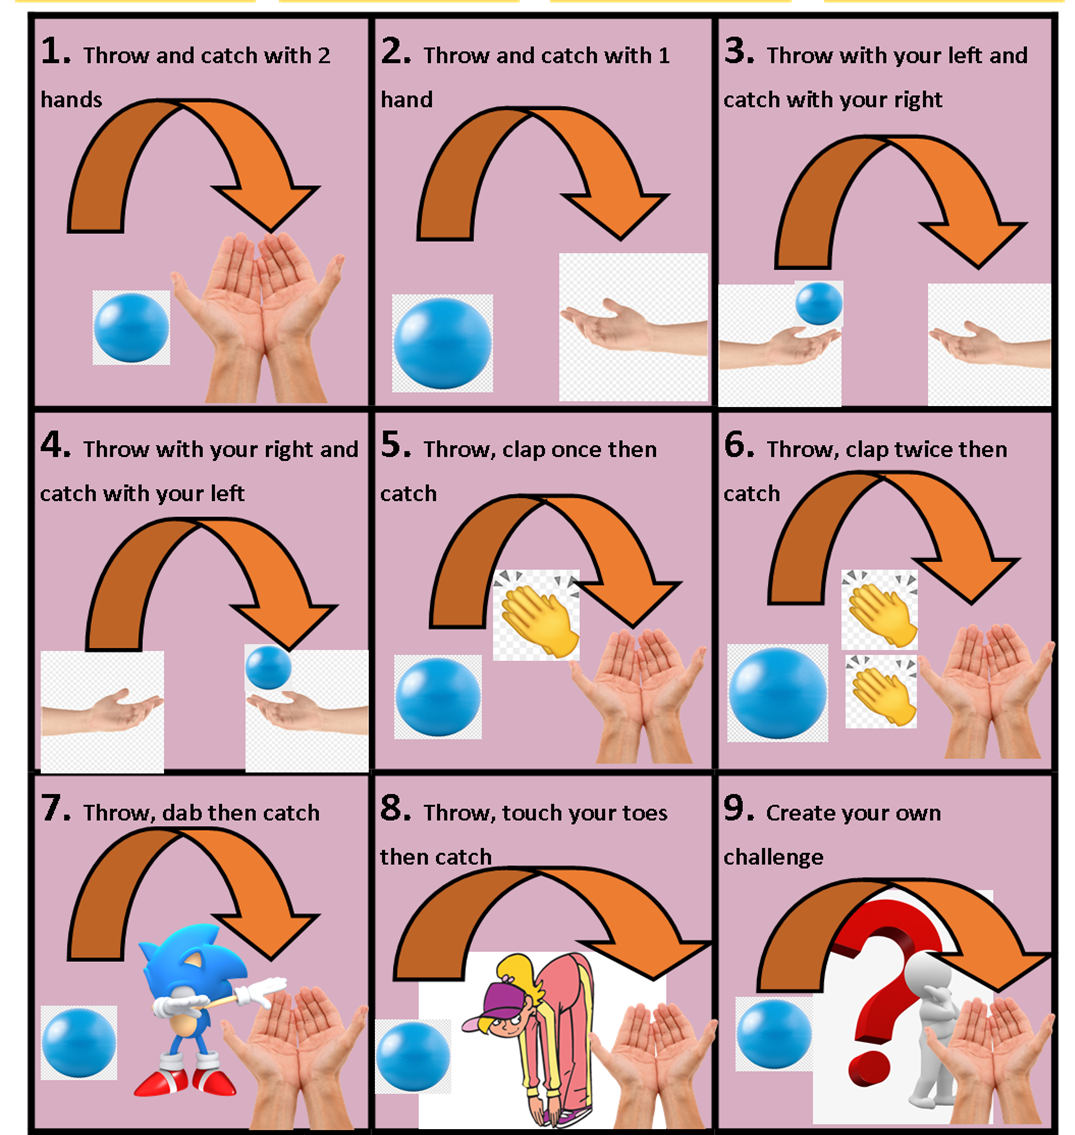 1. Throw and catch with 2
hands
2. Throw and catch with 1
hand
3. Throw with your left and
catch with your right
4. Throw with your right and
catch with your left
5. Throw, clap once then
catch
6. Throw, clap twice then
catch
7. Throw, dab then catch
8. Throw, touch your toes
then catch
9. Create your own
challenge